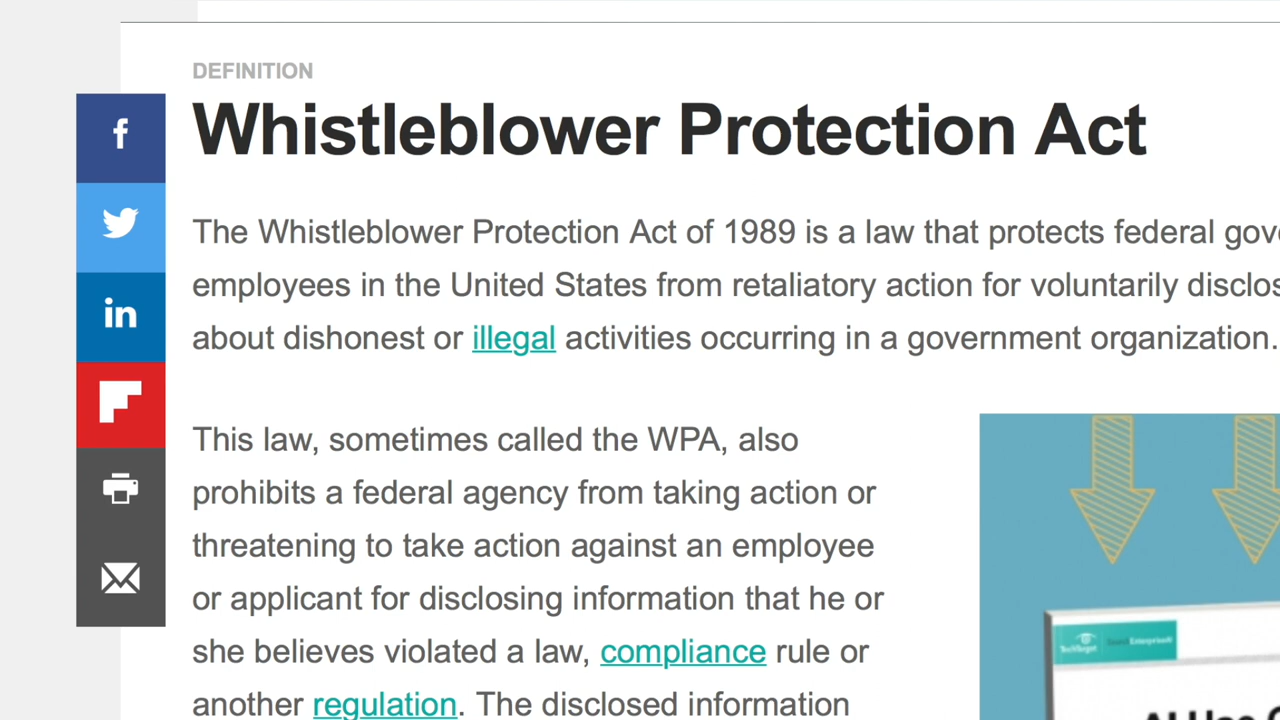 DEFINITION
Whistleblower Protection Act
The Whistleblower Protection Act of 1989 is a law that protects federal gov
employees in the United States from retaliatory action for voluntarily disclos
about dishonest or illegal activities occurring in a government organization.
This law, sometimes called the WPA, also
prohibits a federal agency from taking action or
threatening to take action against an employee
or applicant for disclosing information that he or
she believes violated a law, compliance rule or
another regulation. The disclosed information
f
in
TechTarget